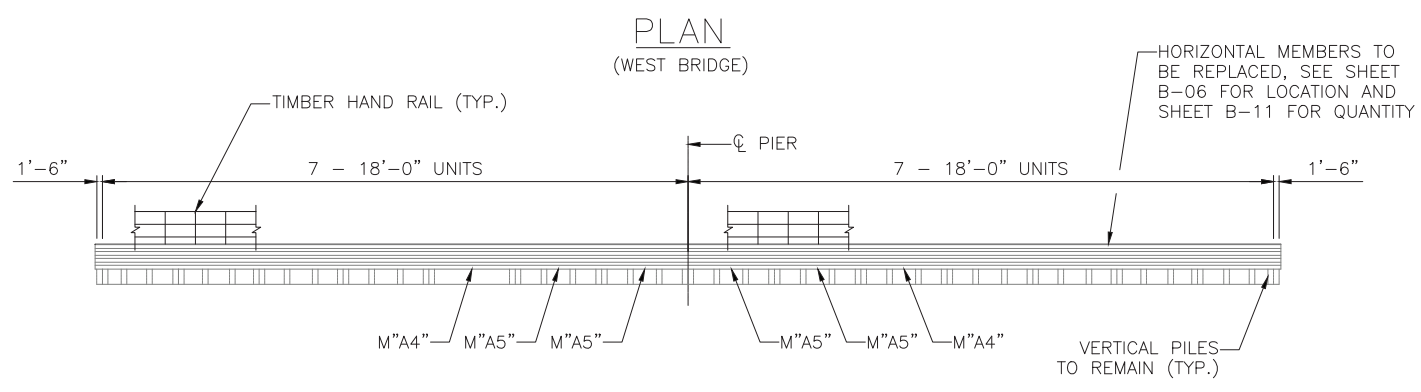 PLAN
(WEST BRIDGE)
HORIZONTAL MEMBERS TO
BE REPLACED, SEE SHEET
B-06 FOR LOCATION AND
SHEET B-11 FOR QUANTITY
TIMBER HAND RAIL (TYP.)
℄ PIER
1'-6" 7 - 18'-0" UNITS 7 - 18'-0" UNITS 1'-6"
M"A4" M"A5" M"A5" M"A5" M"A5" M"A4"
VERTICAL PILES
TO REMAIN (TYP.)